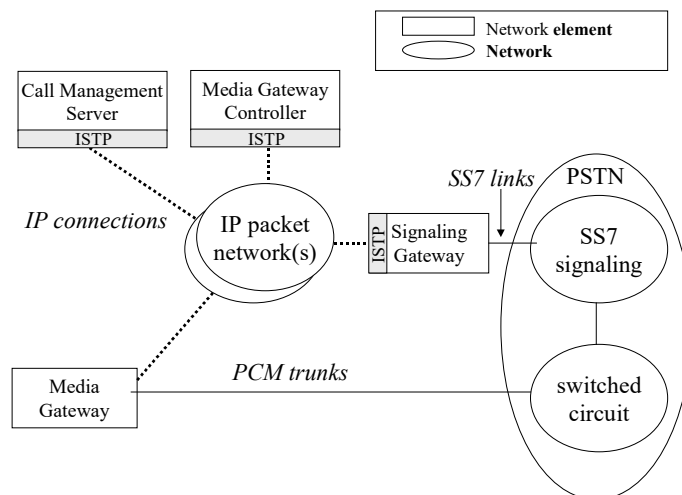 Network element
Network
Call Management
Server
ISTP
Media Gateway
Controller
ISTP
SS7 links
PSTN
IP connections
IP packet
network(s)
ISTP
Signaling
Gateway
SS7
signaling
Media
Gateway
PCM trunks
switched
circuit